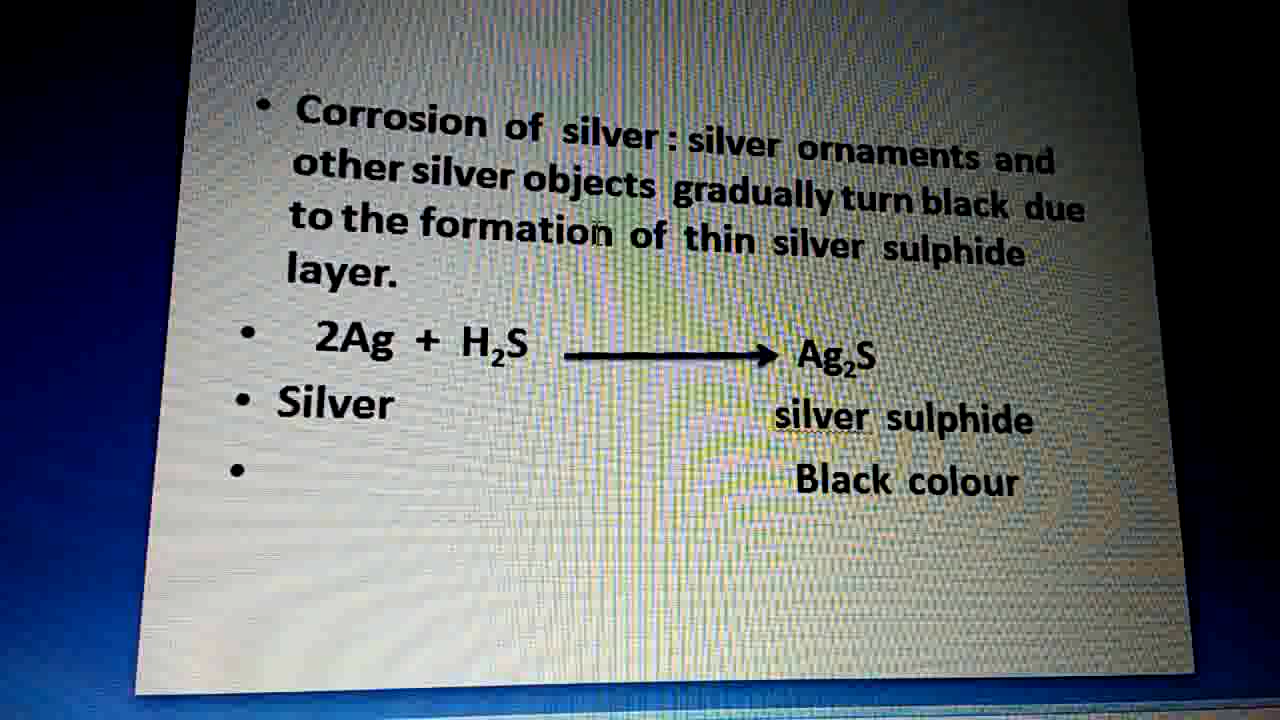 • Corrosion of silver : silver ornaments and
other silver objects gradually turn black due
to the formation of thin silver sulphide
layer.
• 2Ag + H₂S ⟶ Ag₂S
• Silver silver sulphide
• Black colour